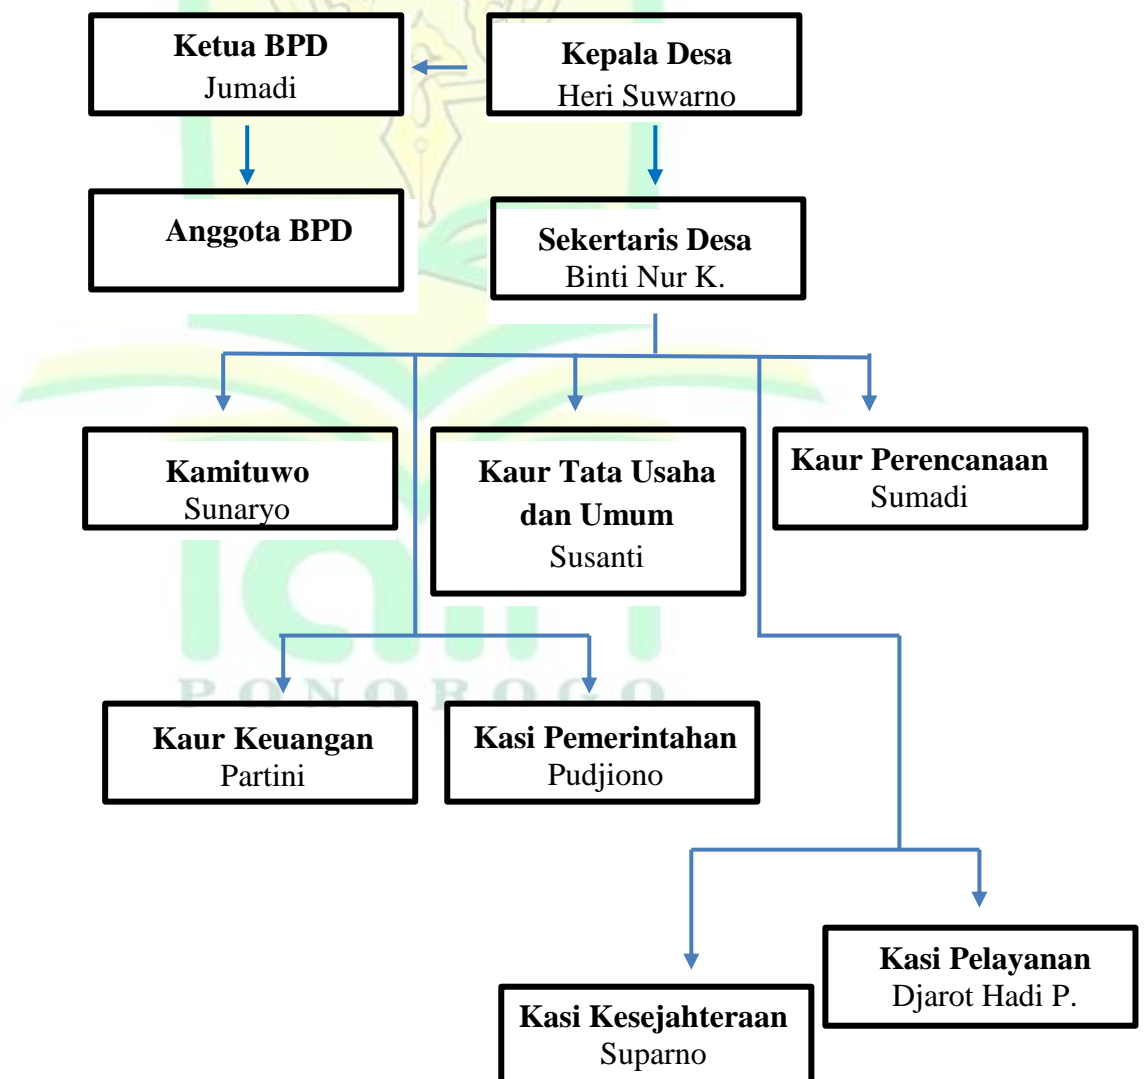 Ketua BPD
Jumadi
Kepala Desa
Heri Suwarno
Anggota BPD
Sekertaris Desa
Binti Nur K.
Kamituwo
Sunaryo
Kaur Tata Usaha
dan Umum
Susanti
Kaur Perencanaan
Sumadi
PONOROGO
Kaur Keuangan
Partini
Kasi Pemerintahan
Pudjiono
Kasi Pelayanan
Djarot Hadi P.
Kasi Kesejahteraan
Suparno